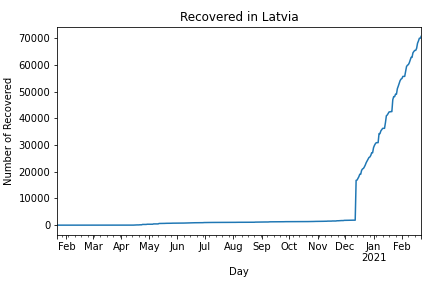 Recovered in Latvia
70000
60000
50000
40000
30000
20000
10000
0
Number of Recovered
Feb Mar Apr May Jun Jul Aug Sep Oct Nov Dec Jan Feb
2021
Day